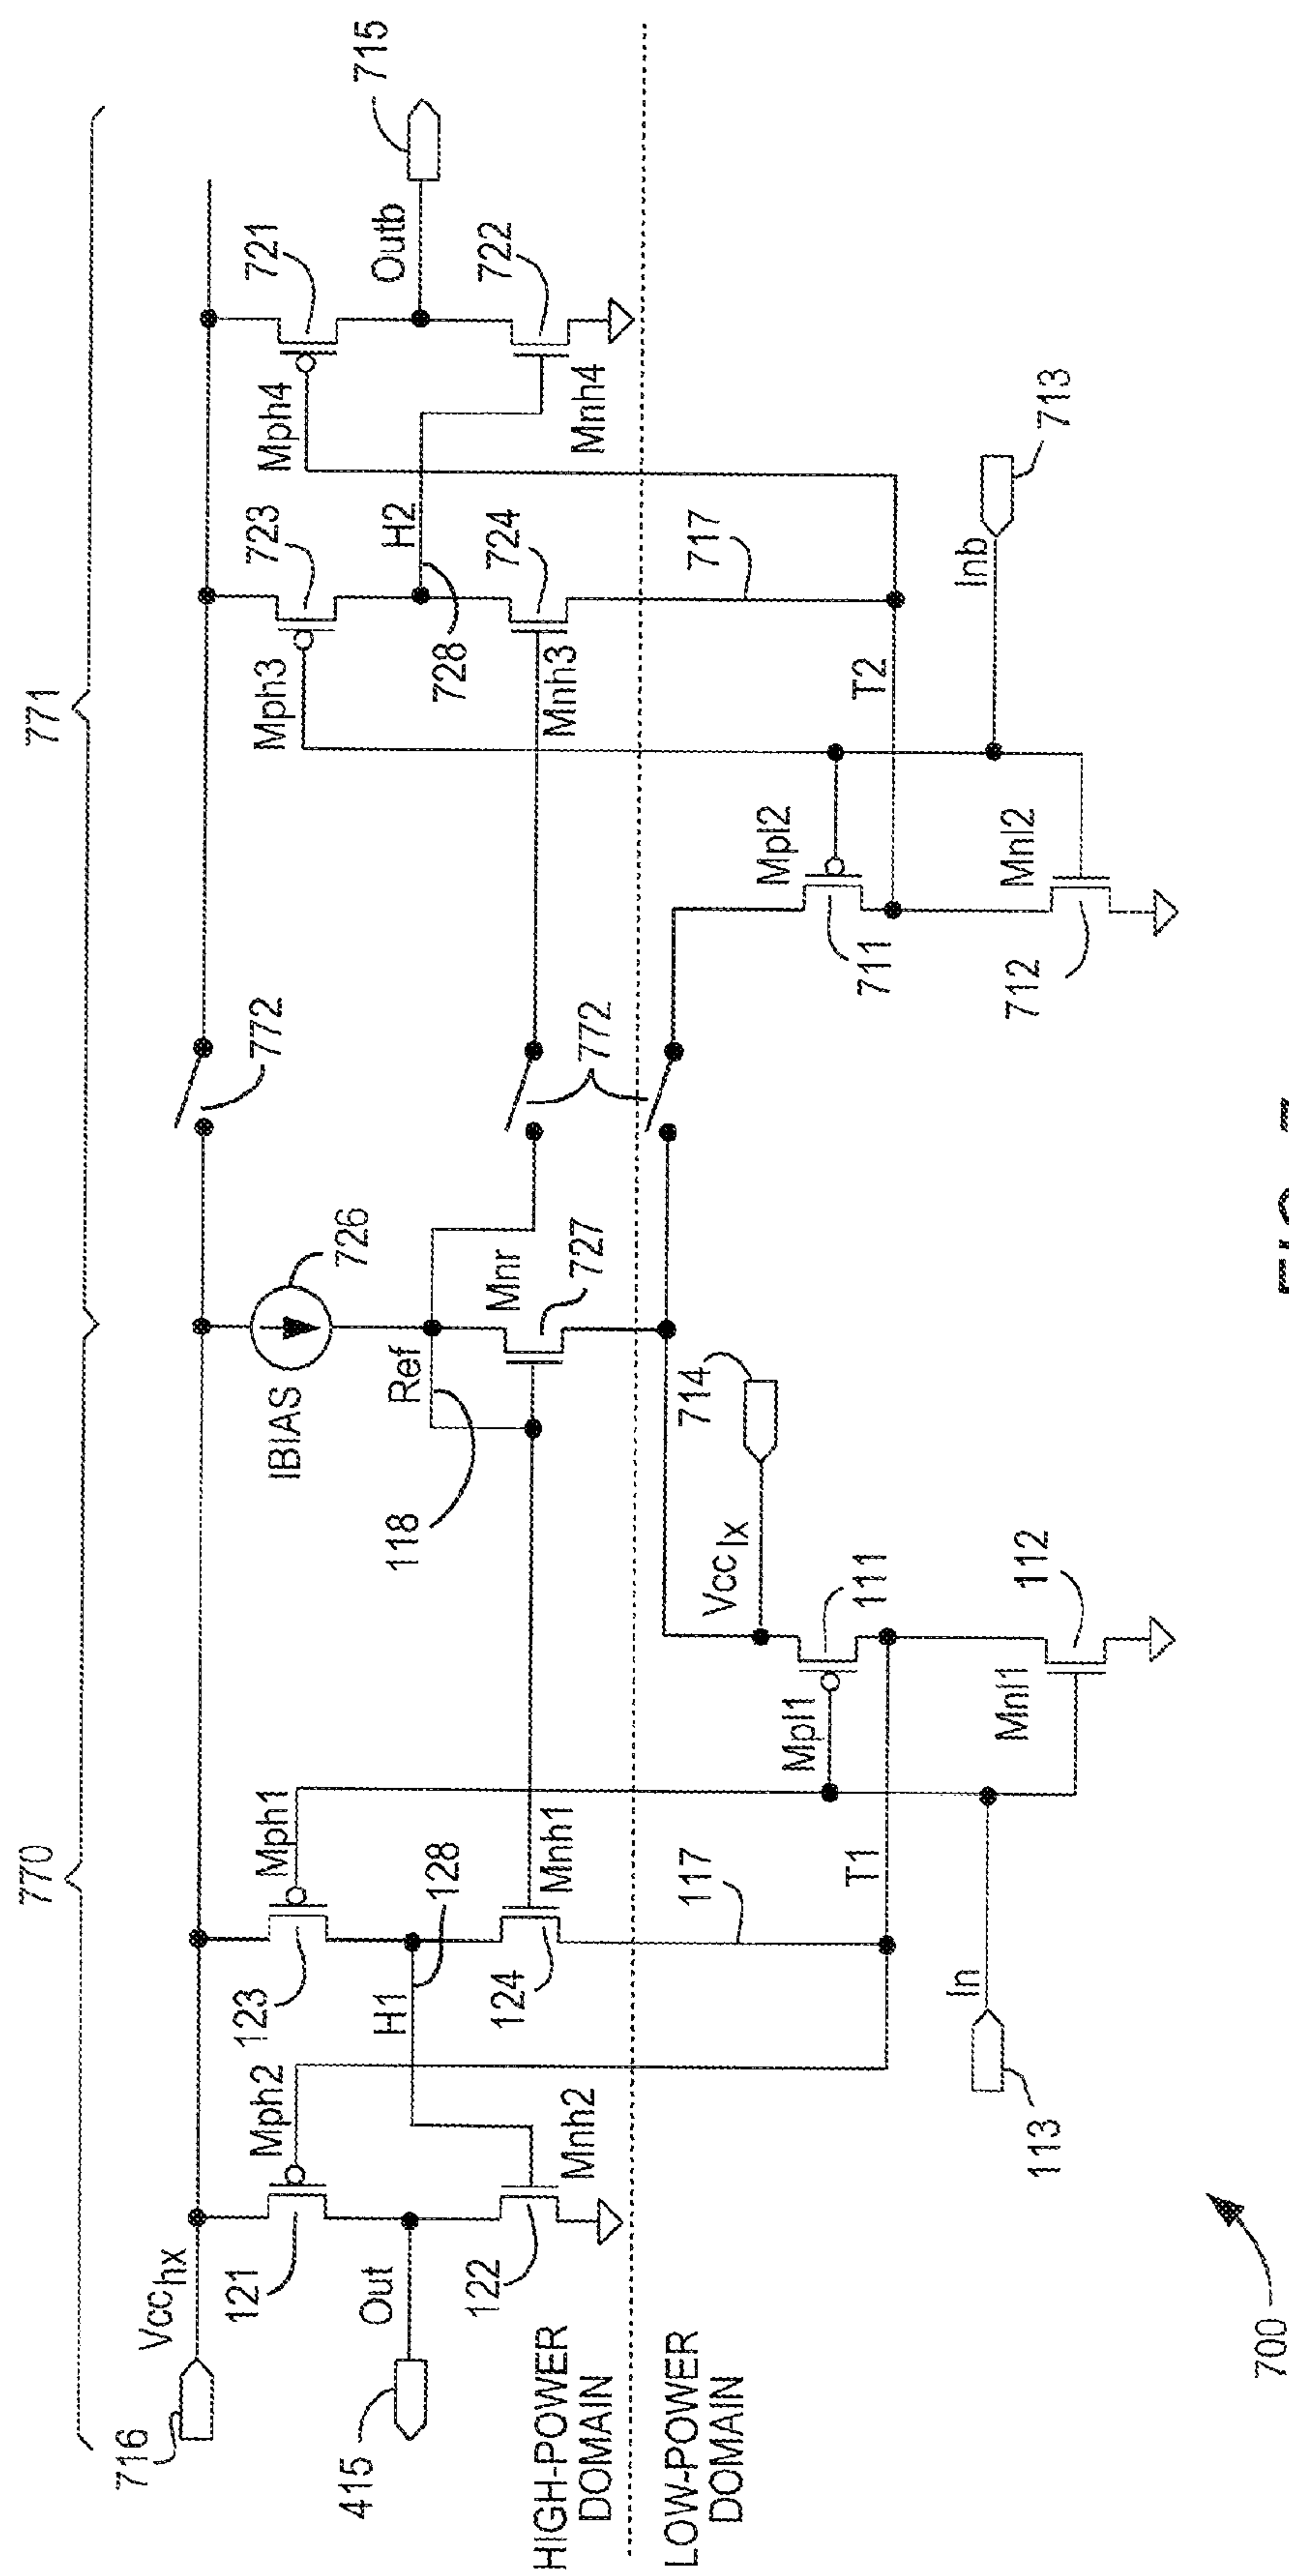 770
771
716
Vcchx
121
Mph2
123
Mph1
IBIAS
726
772
Mph3
723
Mph4
721
415
Out
H1
128
Ref
118
Mnr
727
728
H2
Outb
715
122
Mnh2
124
Mnh1
772
Mnh3
724
Mnh4
722
HIGH-POWER
DOMAIN
LOW-POWER
DOMAIN
117
714
Vcclx
717
T1
Mpl1
111
Mpl2
711
T2
113
In
Mnl1
112
712
Mnl2
Inb
713
700